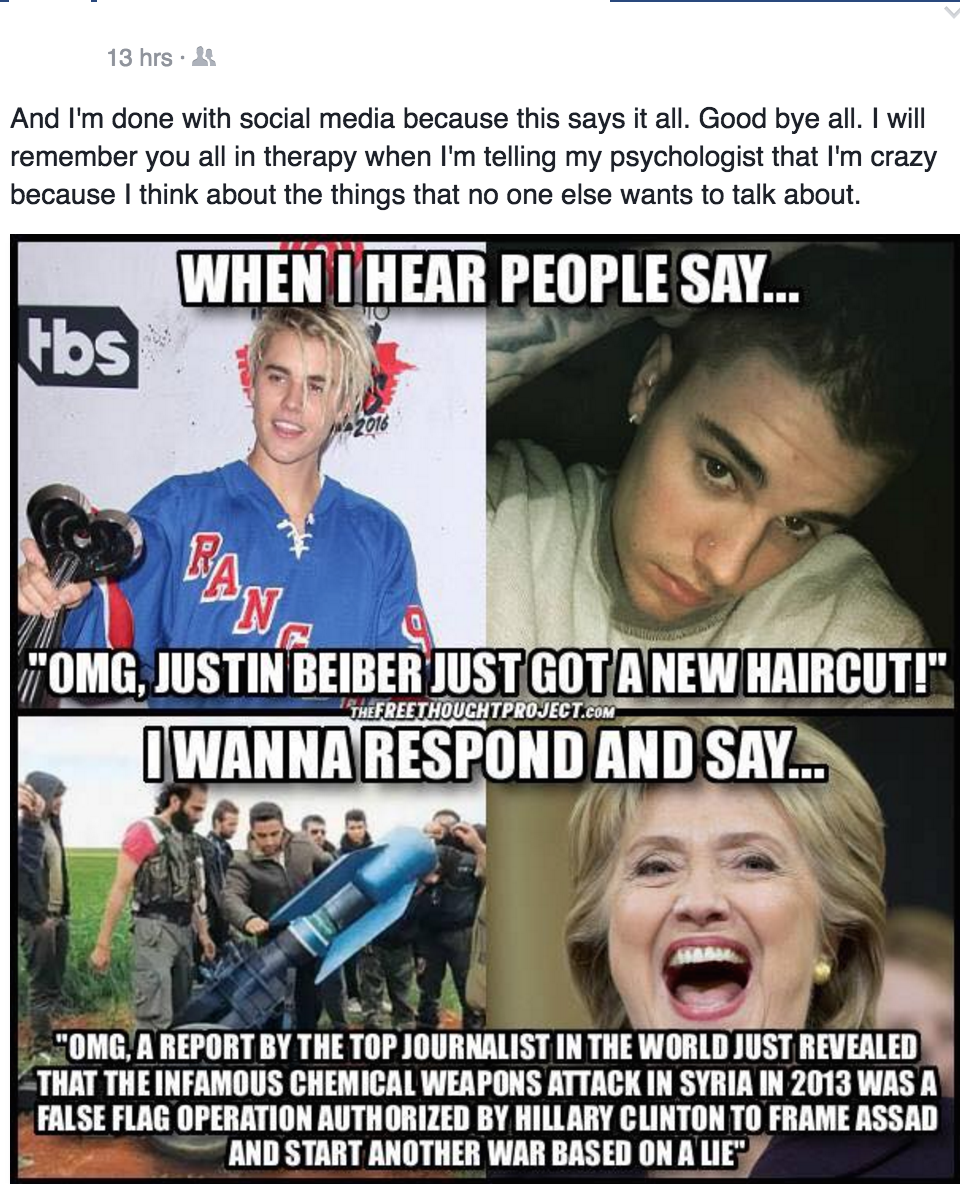 13 hrs ·
And I'm done with social media because this says it all. Good bye all. I will
remember you all in therapy when I'm telling my psychologist that I'm crazy
because I think about the things that no one else wants to talk about.
WHEN I HEAR PEOPLE SAY...
tbs
2016
RANG
9
"OMG, JUSTIN BEIBER JUST GOT A NEW HAIRCUT!"
THEFREETHOUGHTPROJECT.COM
I WANNA RESPOND AND SAY...
"OMG, A REPORT BY THE TOP JOURNALIST IN THE WORLD JUST REVEALED
THAT THE INFAMOUS CHEMICAL WEAPONS ATTACK IN SYRIA IN 2013 WAS A
FALSE FLAG OPERATION AUTHORIZED BY HILLARY CLINTON TO FRAME ASSAD
AND START ANOTHER WAR BASED ON A LIE"